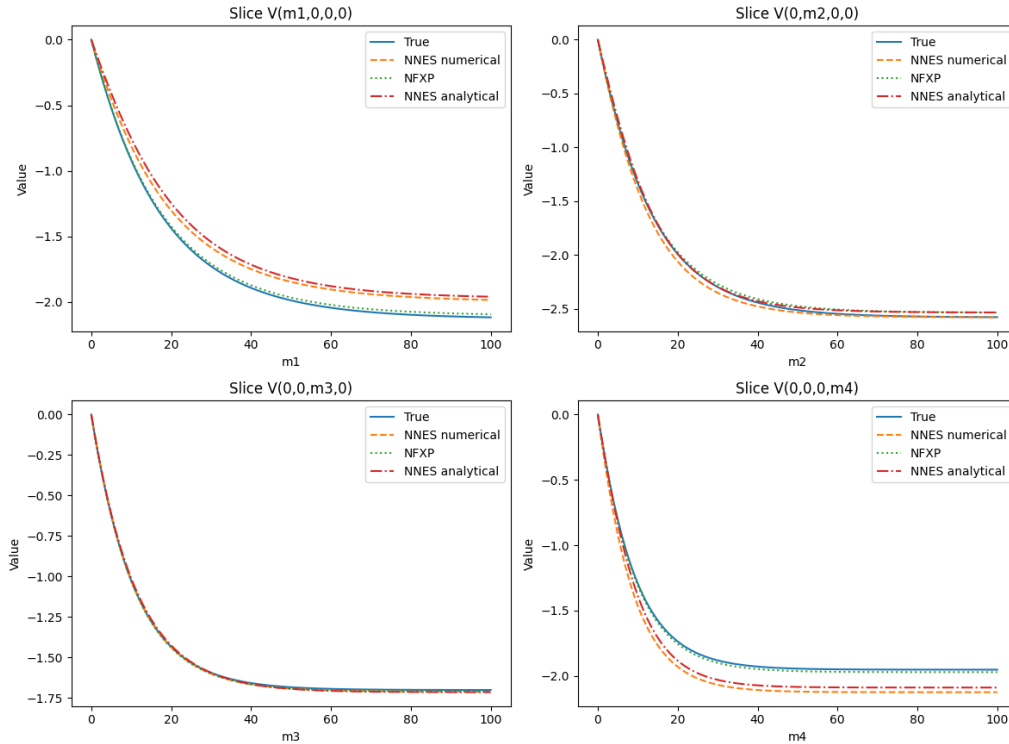 Slice V(m1,0,0,0)
0.0
−0.5
−1.0
−1.5
−2.0
Value
0 20 40 60 80 100
m1
True
NNES numerical
NFXP
NNES analytical
Slice V(0,m2,0,0)
0.0
−0.5
−1.0
−1.5
−2.0
−2.5
Value
0 20 40 60 80 100
m2
True
NNES numerical
NFXP
NNES analytical
Slice V(0,0,m3,0)
0.00
−0.25
−0.50
−0.75
−1.00
−1.25
−1.50
−1.75
Value
0 20 40 60 80 100
m3
True
NNES numerical
NFXP
NNES analytical
Slice V(0,0,0,m4)
0.0
−0.5
−1.0
−1.5
−2.0
Value
0 20 40 60 80 100
m4
True
NNES numerical
NFXP
NNES analytical